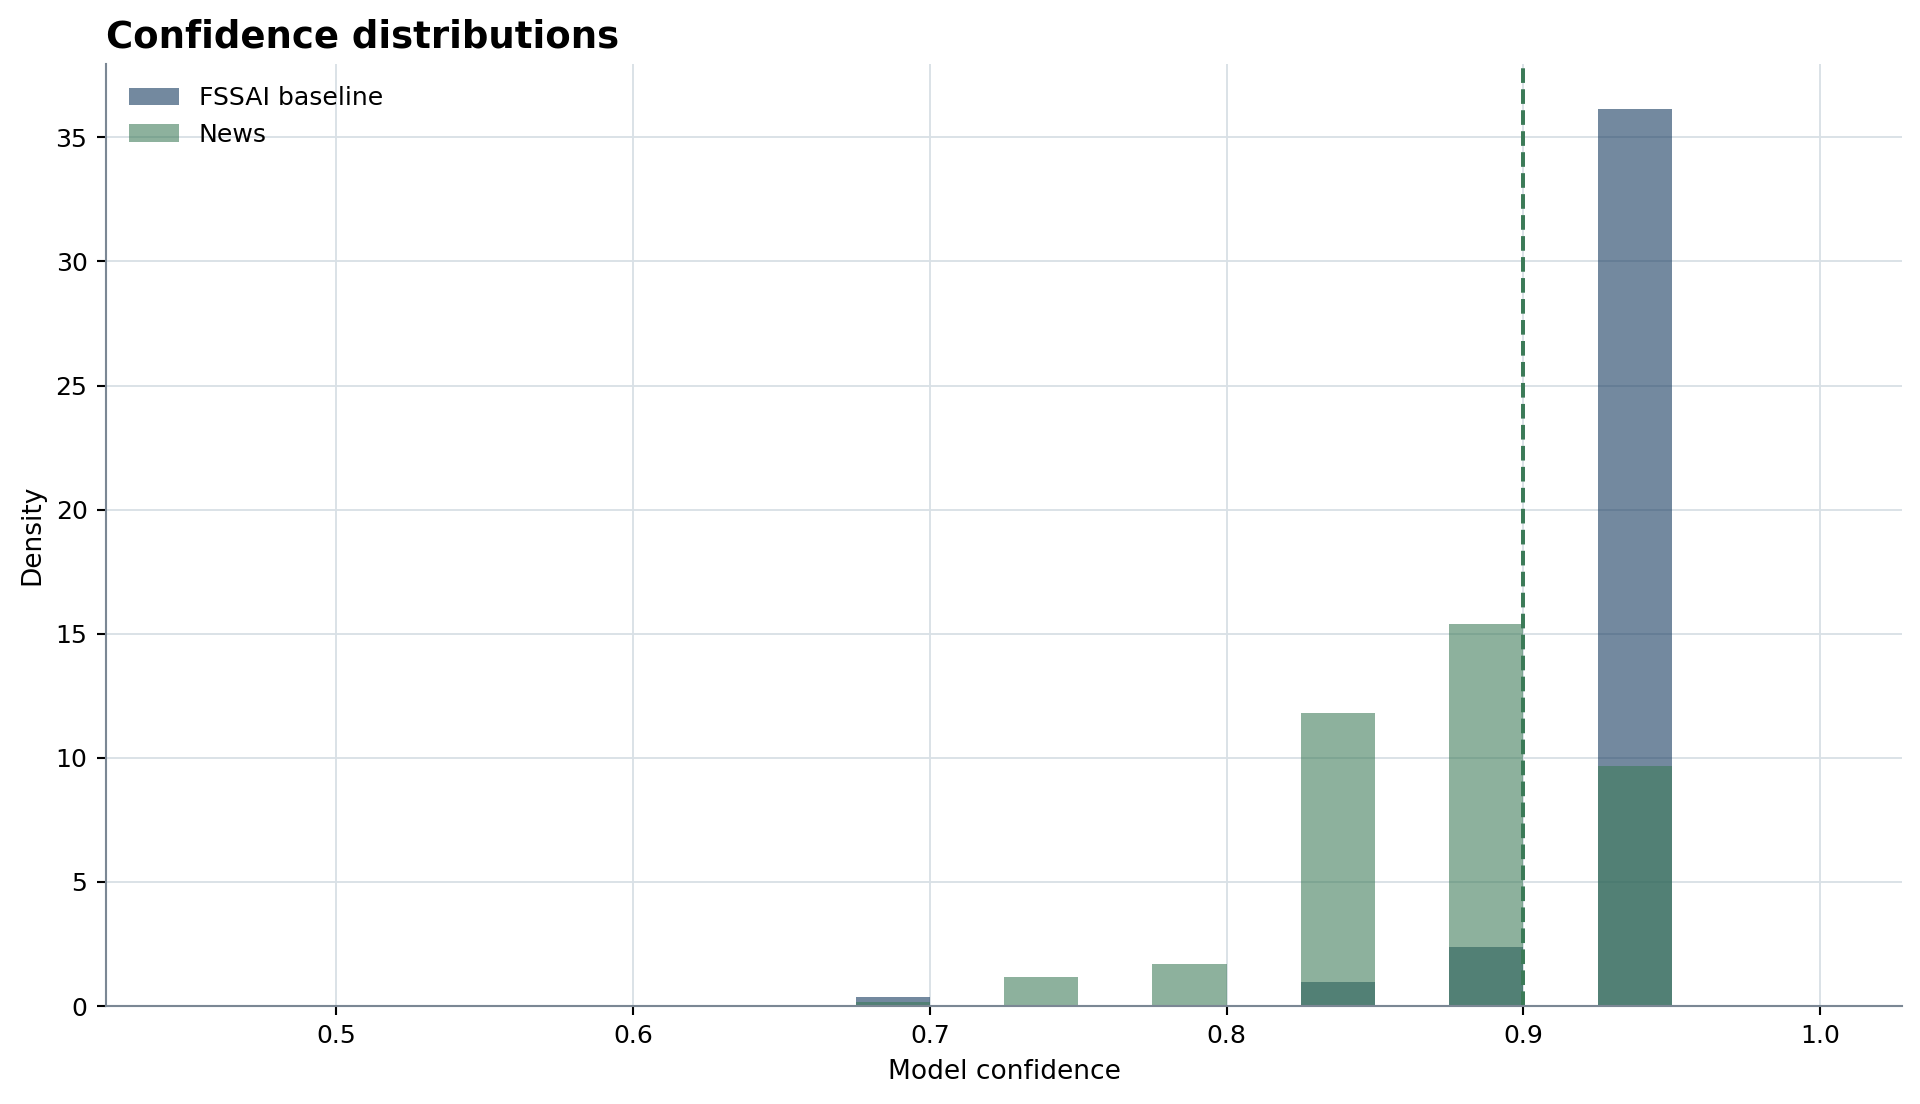 Confidence distributions
FSSAI baseline
News
35
30
25
20
15
10
5
0
Density
0.5 0.6 0.7 0.8 0.9 1.0
Model confidence